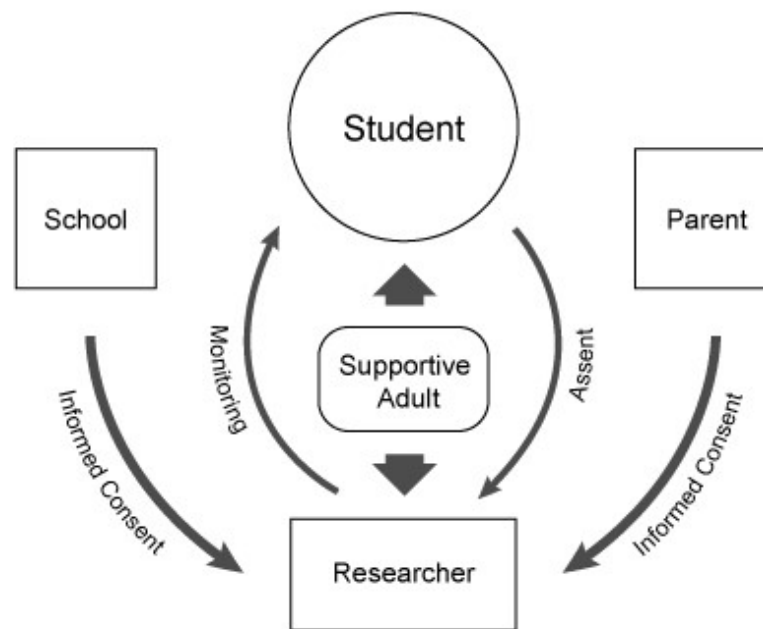 Student
School
Parent
Monitoring
Supportive
Adult
Assent
Informed Consent
Informed Consent
Researcher